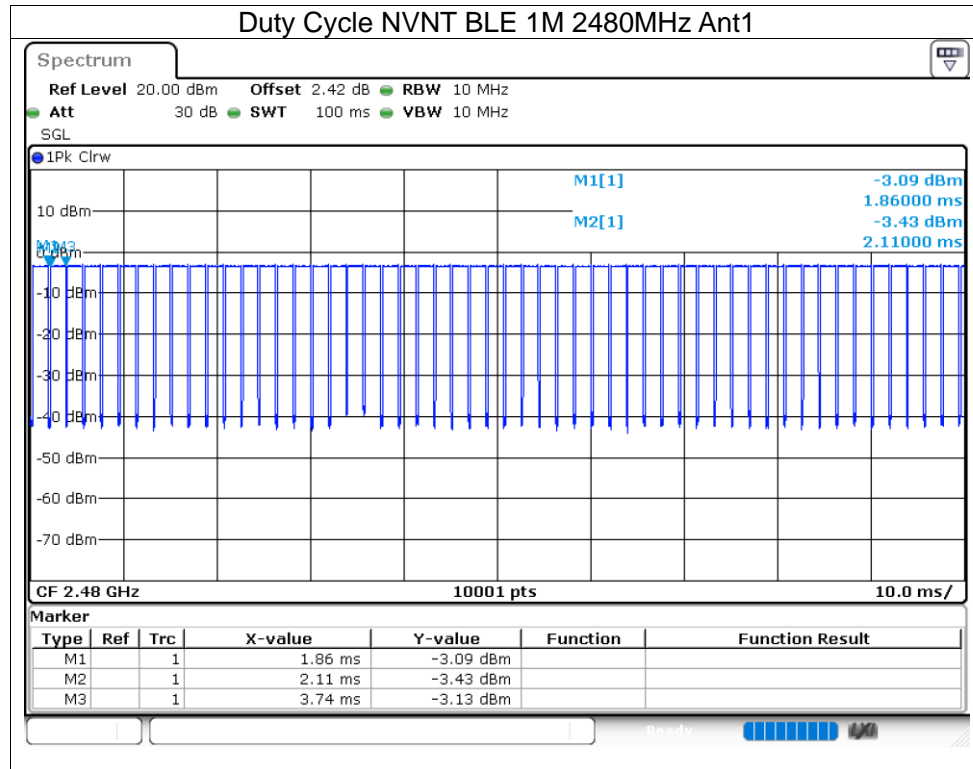 Duty Cycle NVNT BLE 1M 2480MHz Ant1
Spectrum
Ref Level 20.00 dBm Offset 2.42 dB RBW 10 MHz
Att 30 dB SWT 100 ms VBW 10 MHz
SGL
1Pk Clrw
M1[1] -3.09 dBm
1.86000 ms
10 dBm
M2[1] -3.43 dBm
2.11000 ms
0 dBm
-10 dBm
-20 dBm
-30 dBm
-40 dBm
-50 dBm
-60 dBm
-70 dBm
CF 2.48 GHz 10001 pts 10.0 ms/
Marker
Type Ref Trc X-value Y-value Function Function Result
M1 1 1.86 ms -3.09 dBm
M2 1 2.11 ms -3.43 dBm
M3 1 3.74 ms -3.13 dBm
Ready